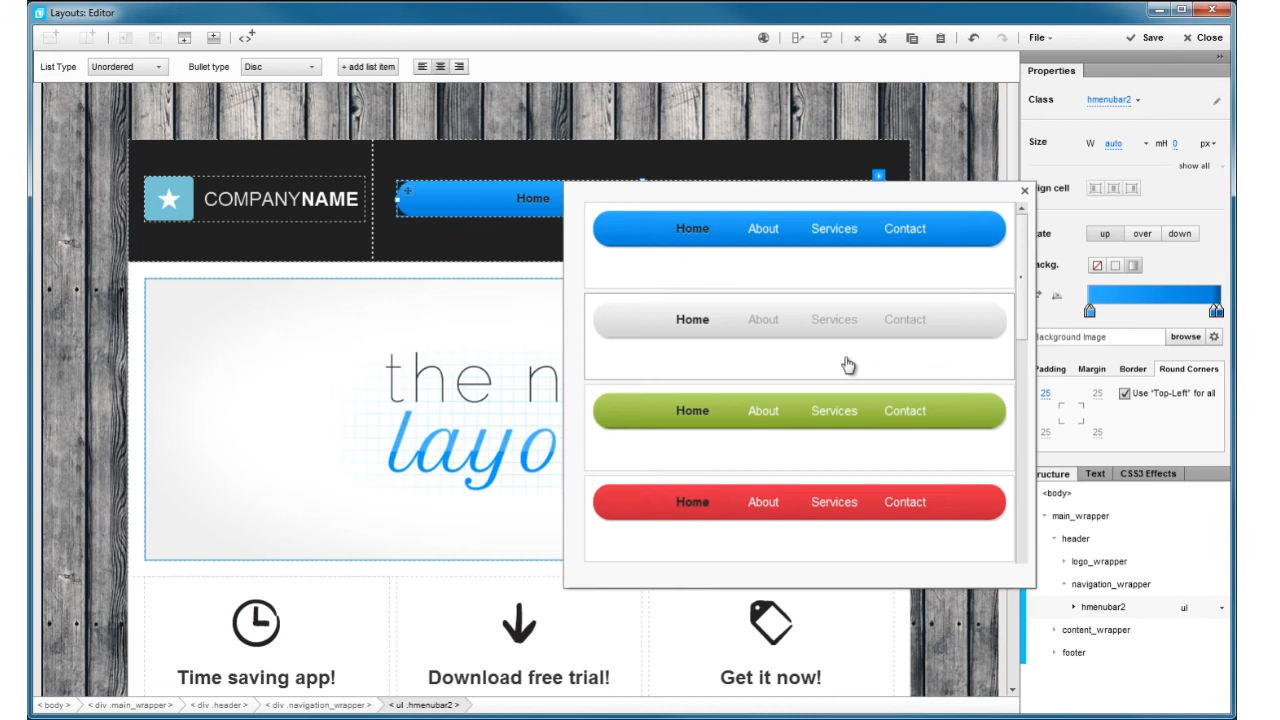 Layouts: Editor
File
Save
Close
List Type
Unordered
Bullet type
Disc
+ add list item
Properties
Class
hmenubar2
Size
W
auto
mH
0
px
show all
ign cell
ate
up
over
down
ackg.
Background Image
browse
Padding
Margin
Border
Round Corners
25
25
Use "Top-Left" for all
25
25
ructure
Text
CSS3 Effects
<body>
main_wrapper
header
logo_wrapper
navigation_wrapper
hmenubar2
ul
content_wrapper
footer
COMPANYNAME
Home
Home About Services Contact
Home About Services Contact
Home About Services Contact
Home About Services Contact
the n
layo
Time saving app!
Download free trial!
Get it now!
< body >
< div .main_wrapper >
< div .header >
< div .navigation_wrapper >
< ul .hmenubar2 >